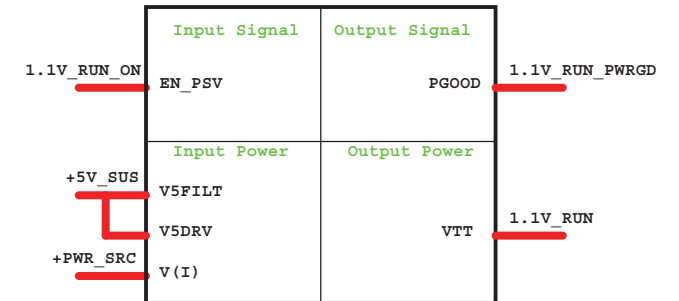 Input Signal
Output Signal
1.1V_RUN_ON
EN_PSV
PGOOD
1.1V_RUN_PWRGD
Input Power
Output Power
+5V_SUS
V5FILT
V5DRV
VTT
1.1V_RUN
+PWR_SRC
V(I)